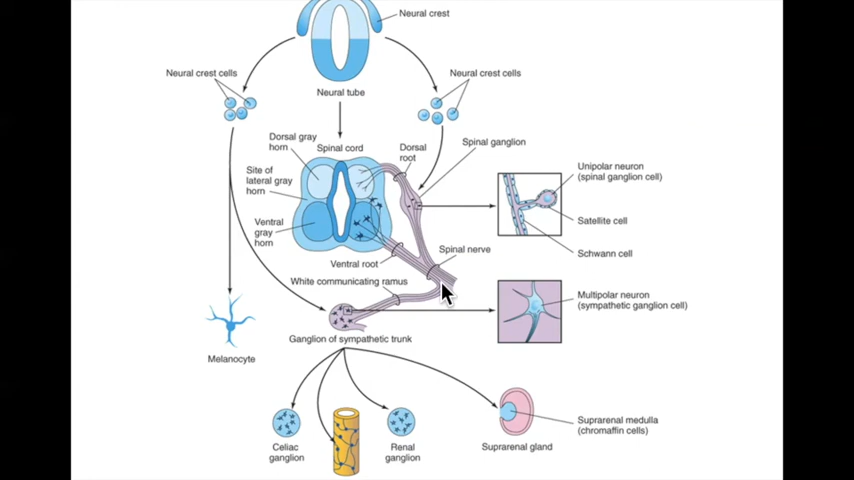 Neural crest
Neural crest cells
Neural crest cells
Neural tube
Dorsal gray
horn
Spinal cord
Dorsal
root
Spinal ganglion
Site of
lateral gray
horn
Unipolar neuron
(spinal ganglion cell)
Satellite cell
Ventral
gray
horn
Schwann cell
Spinal nerve
Ventral root
White communicating ramus
Multipolar neuron
(sympathetic ganglion cell)
Ganglion of sympathetic trunk
Melanocyte
Celiac
ganglion
Renal
ganglion
Suprarenal gland
Suprarenal medulla
(chromaffin cells)